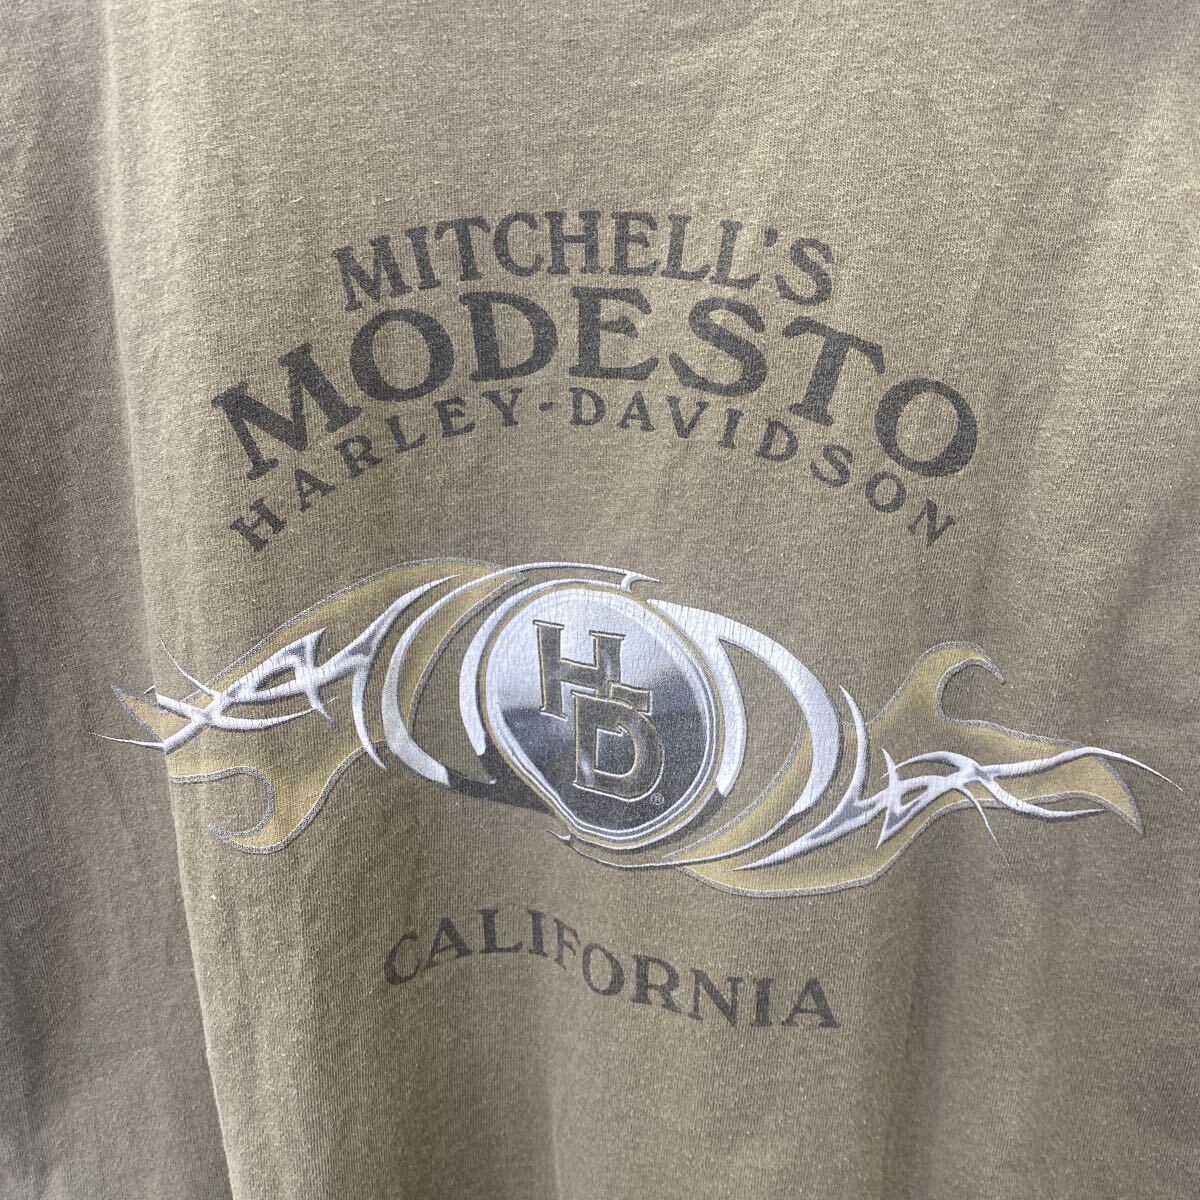 MITCHELL'S
MODESTO
HARLEY-DAVIDSON
HD®
CALIFORNIA